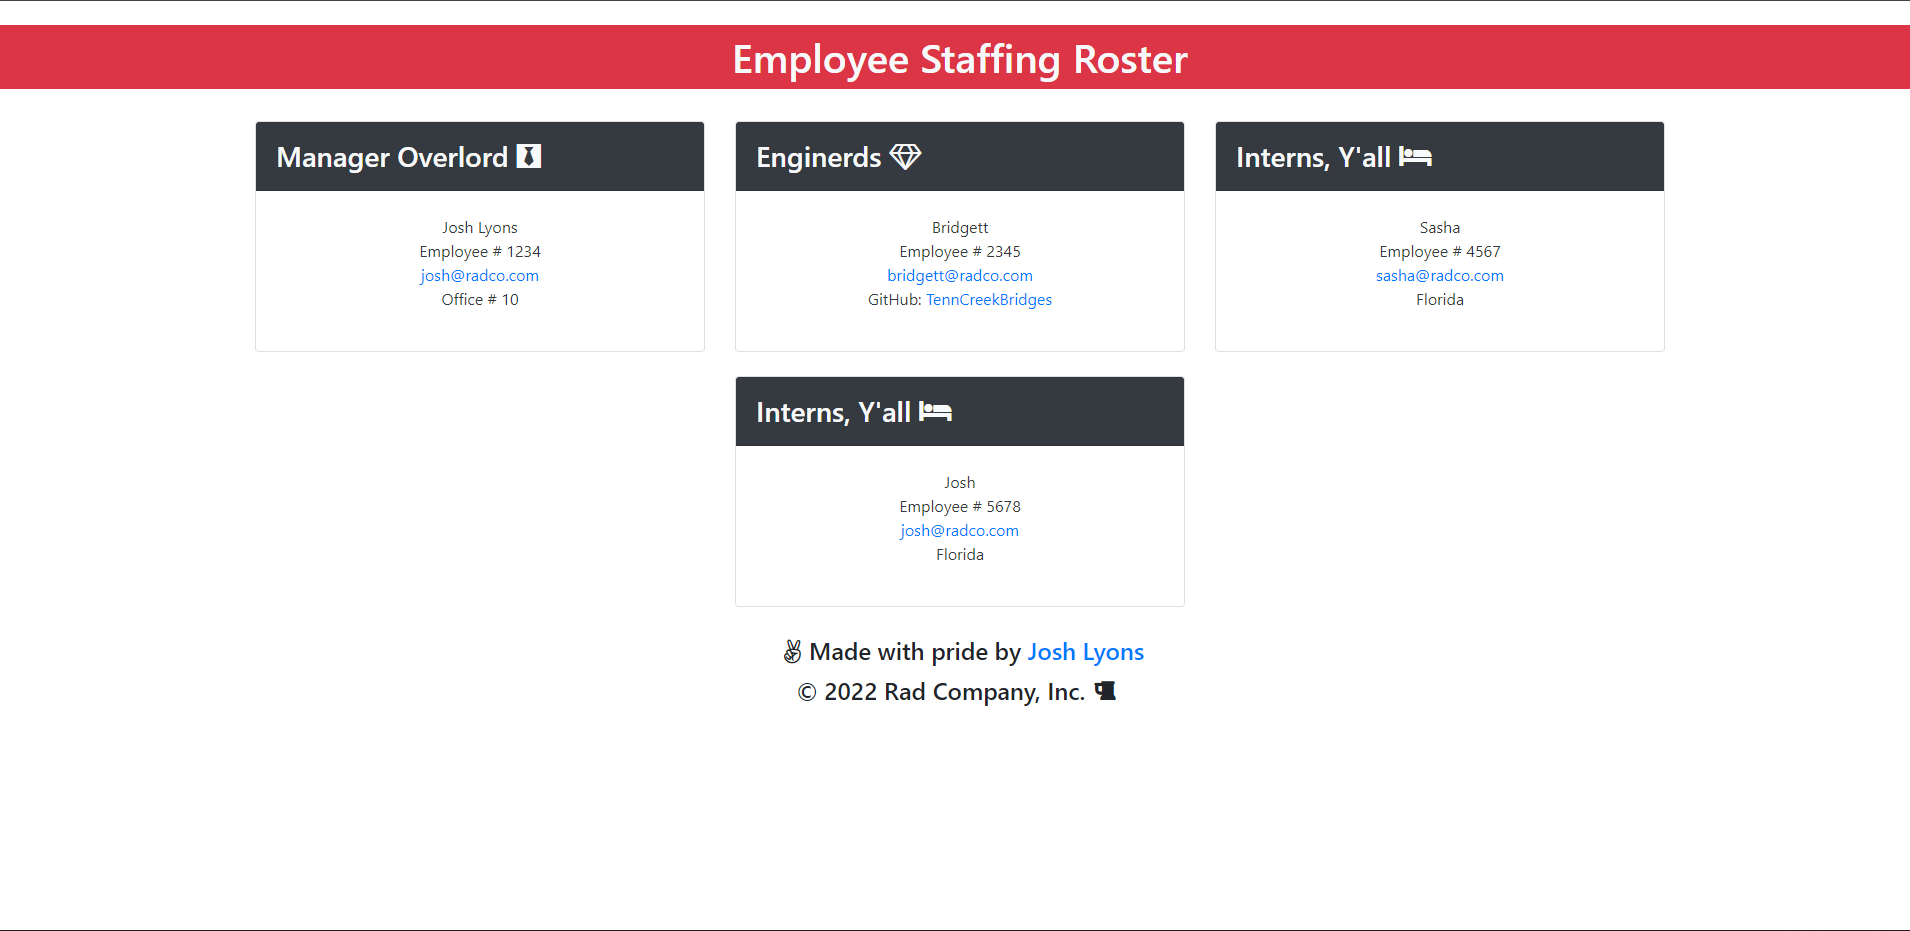 Employee Staffing Roster
Manager Overlord
Josh Lyons
Employee # 1234
josh@radco.com
Office # 10
Enginerds
Bridgett
Employee # 2345
bridgett@radco.com
GitHub: TennCreekBridges
Interns, Y'all
Sasha
Employee # 4567
sasha@radco.com
Florida
Interns, Y'all
Josh
Employee # 5678
josh@radco.com
Florida
Made with pride by Josh Lyons
© 2022 Rad Company, Inc.